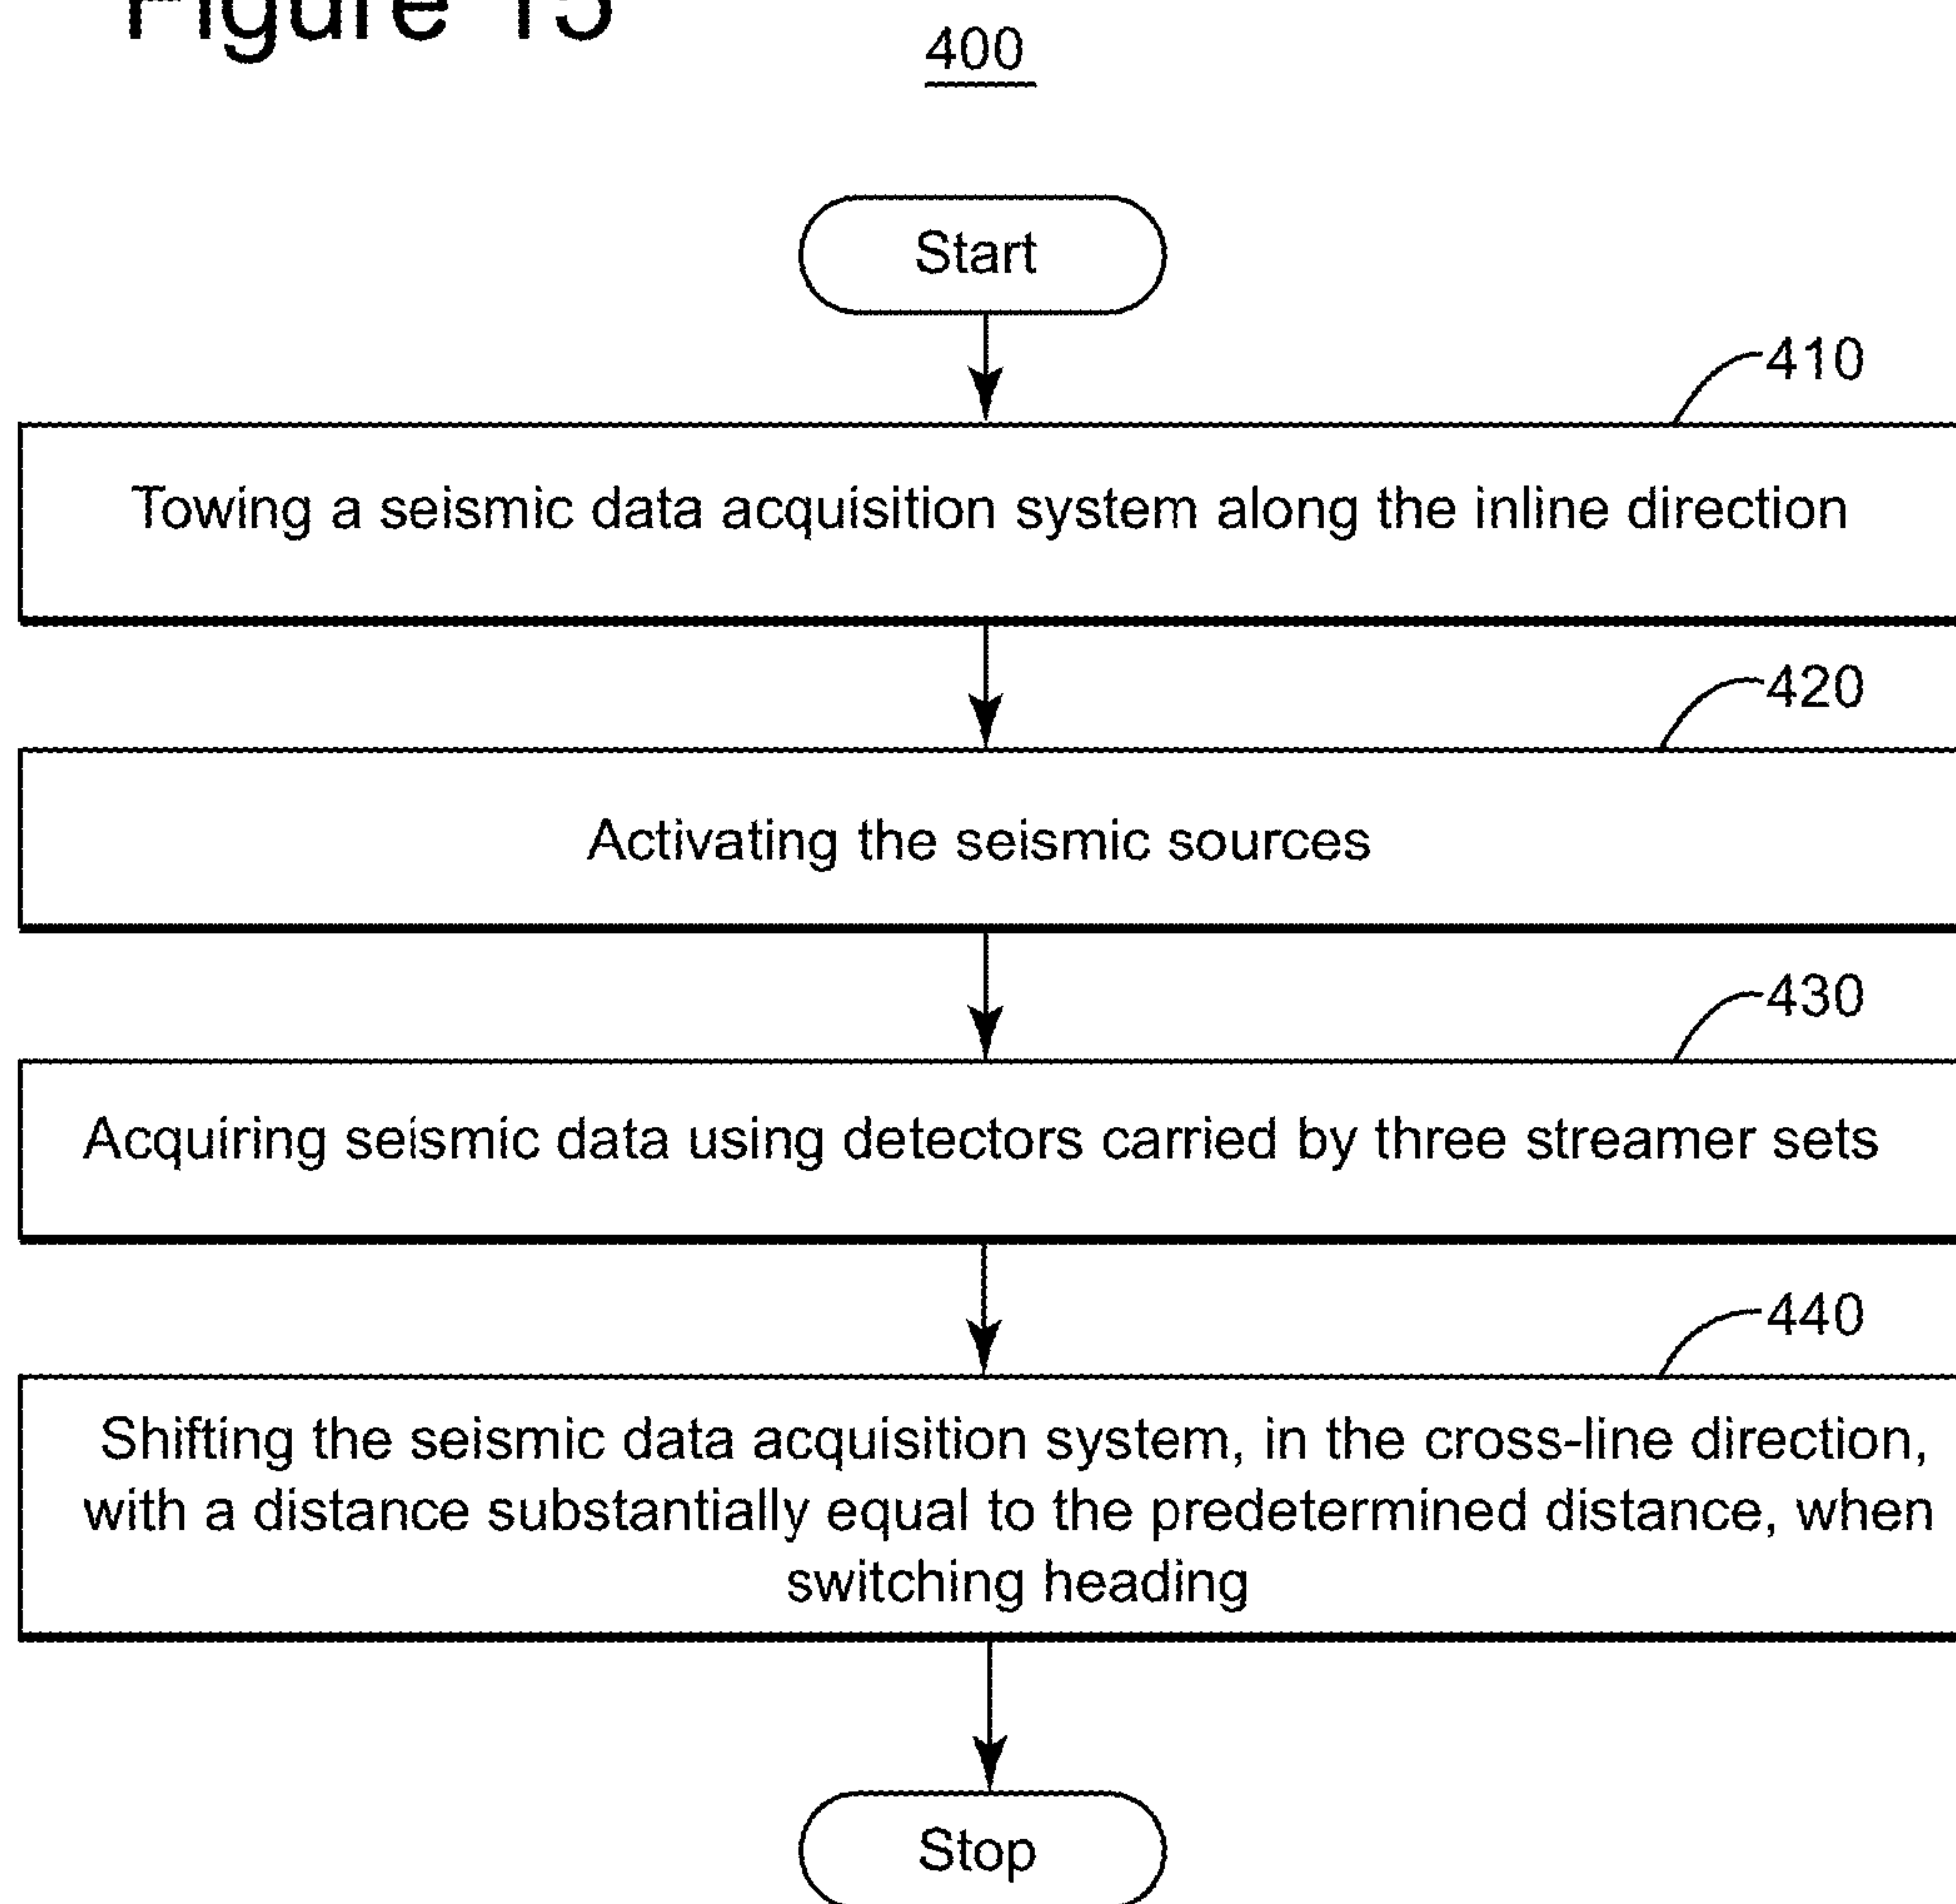 Figure 15
400
Start
410
Towing a seismic data acquisition system along the inline direction
420
Activating the seismic sources
430
Acquiring seismic data using detectors carried by three streamer sets
440
Shifting the seismic data acquisition system, in the cross-line direction,
with a distance substantially equal to the predetermined distance, when
switching heading
Stop